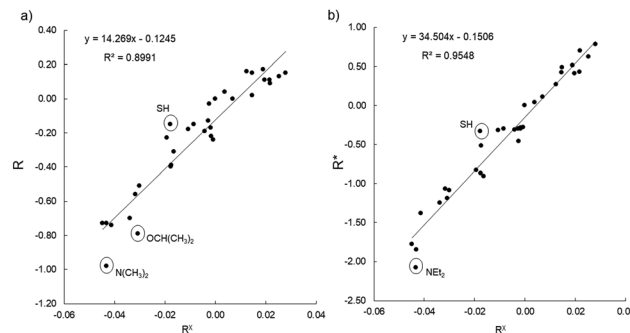 a)
y = 14.269x - 0.1245
R² = 0.8991
0.40
0.20
0.00
-0.20
-0.40
-0.60
-0.80
-1.00
-1.20
R
SH
OCH(CH₃)₂
N(CH₃)₂
-0.06
-0.04
-0.02
0.00
0.02
0.04
Rᵡ
b)
y = 34.504x - 0.1506
R² = 0.9548
1.00
0.50
0.00
-0.50
-1.00
-1.50
-2.00
-2.50
R*
SH
NEt₂
-0.06
-0.04
-0.02
0.00
0.02
Rᵡ